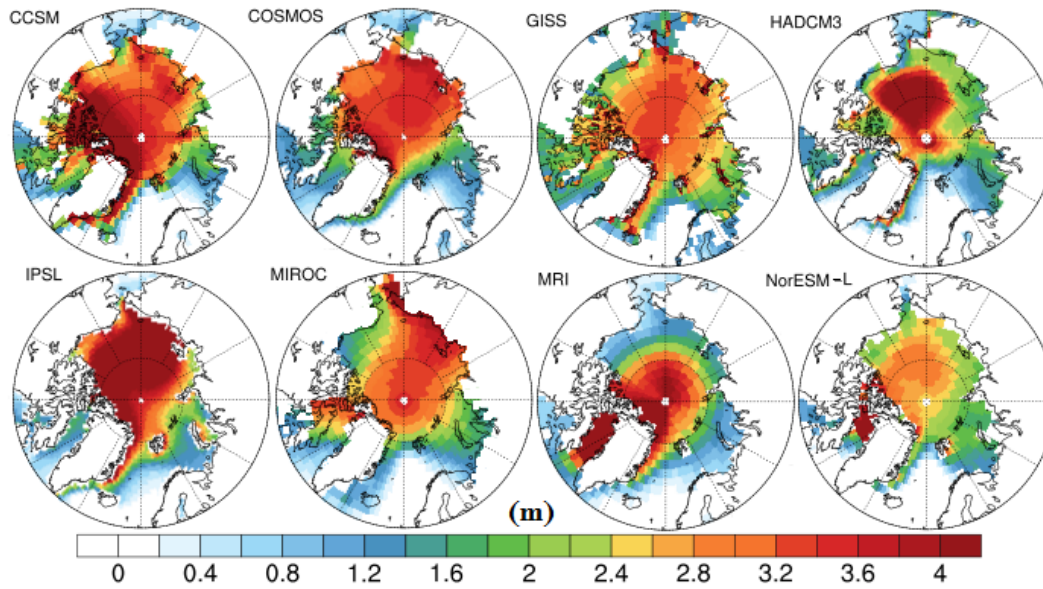 CCSM COSMOS GISS HADCM3
IPSL MIROC MRI NorESM-L
(m)
0 0.4 0.8 1.2 1.6 2 2.4 2.8 3.2 3.6 4